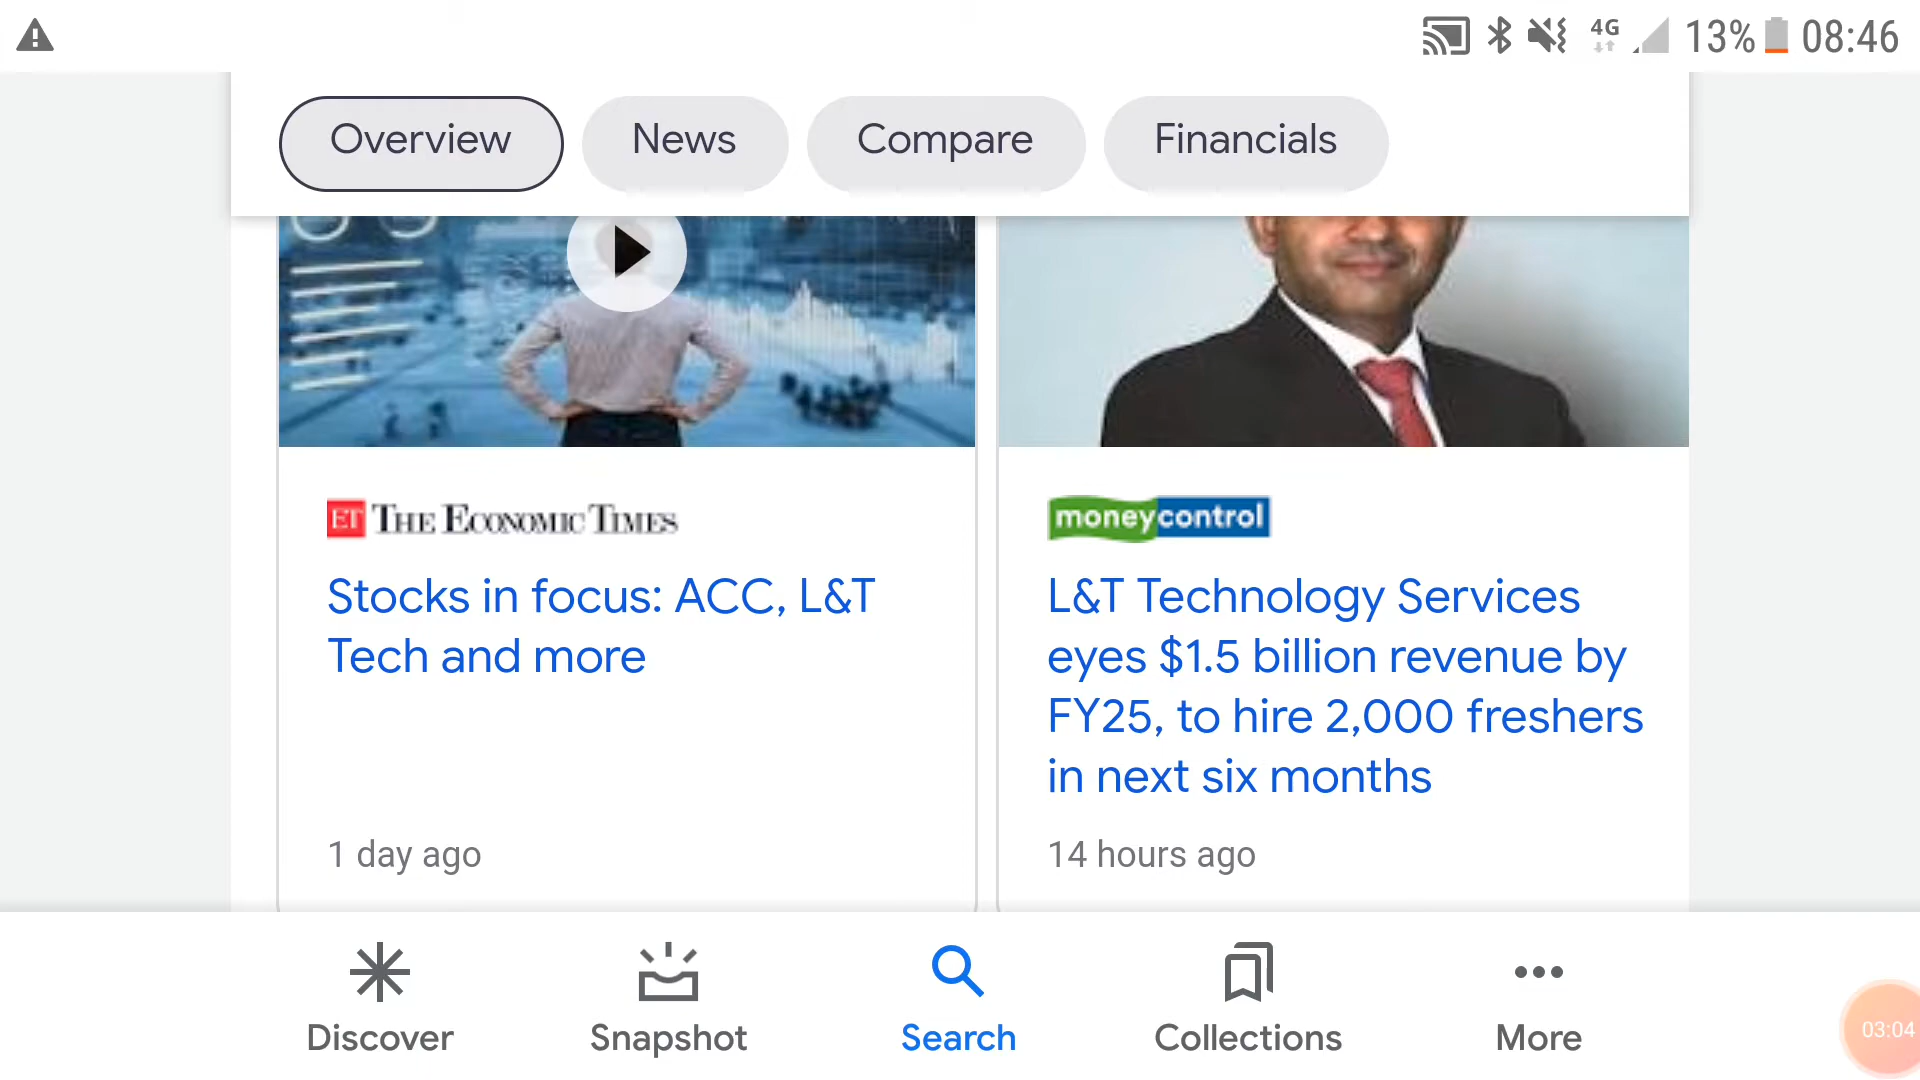 4G 13% 08:46
Overview News Compare Financials
ET THE ECONOMIC TIMES
Stocks in focus: ACC, L&T
Tech and more
1 day ago
moneycontrol
L&T Technology Services
eyes $1.5 billion revenue by
FY25, to hire 2,000 freshers
in next six months
14 hours ago
Discover Snapshot Search Collections More
03:04